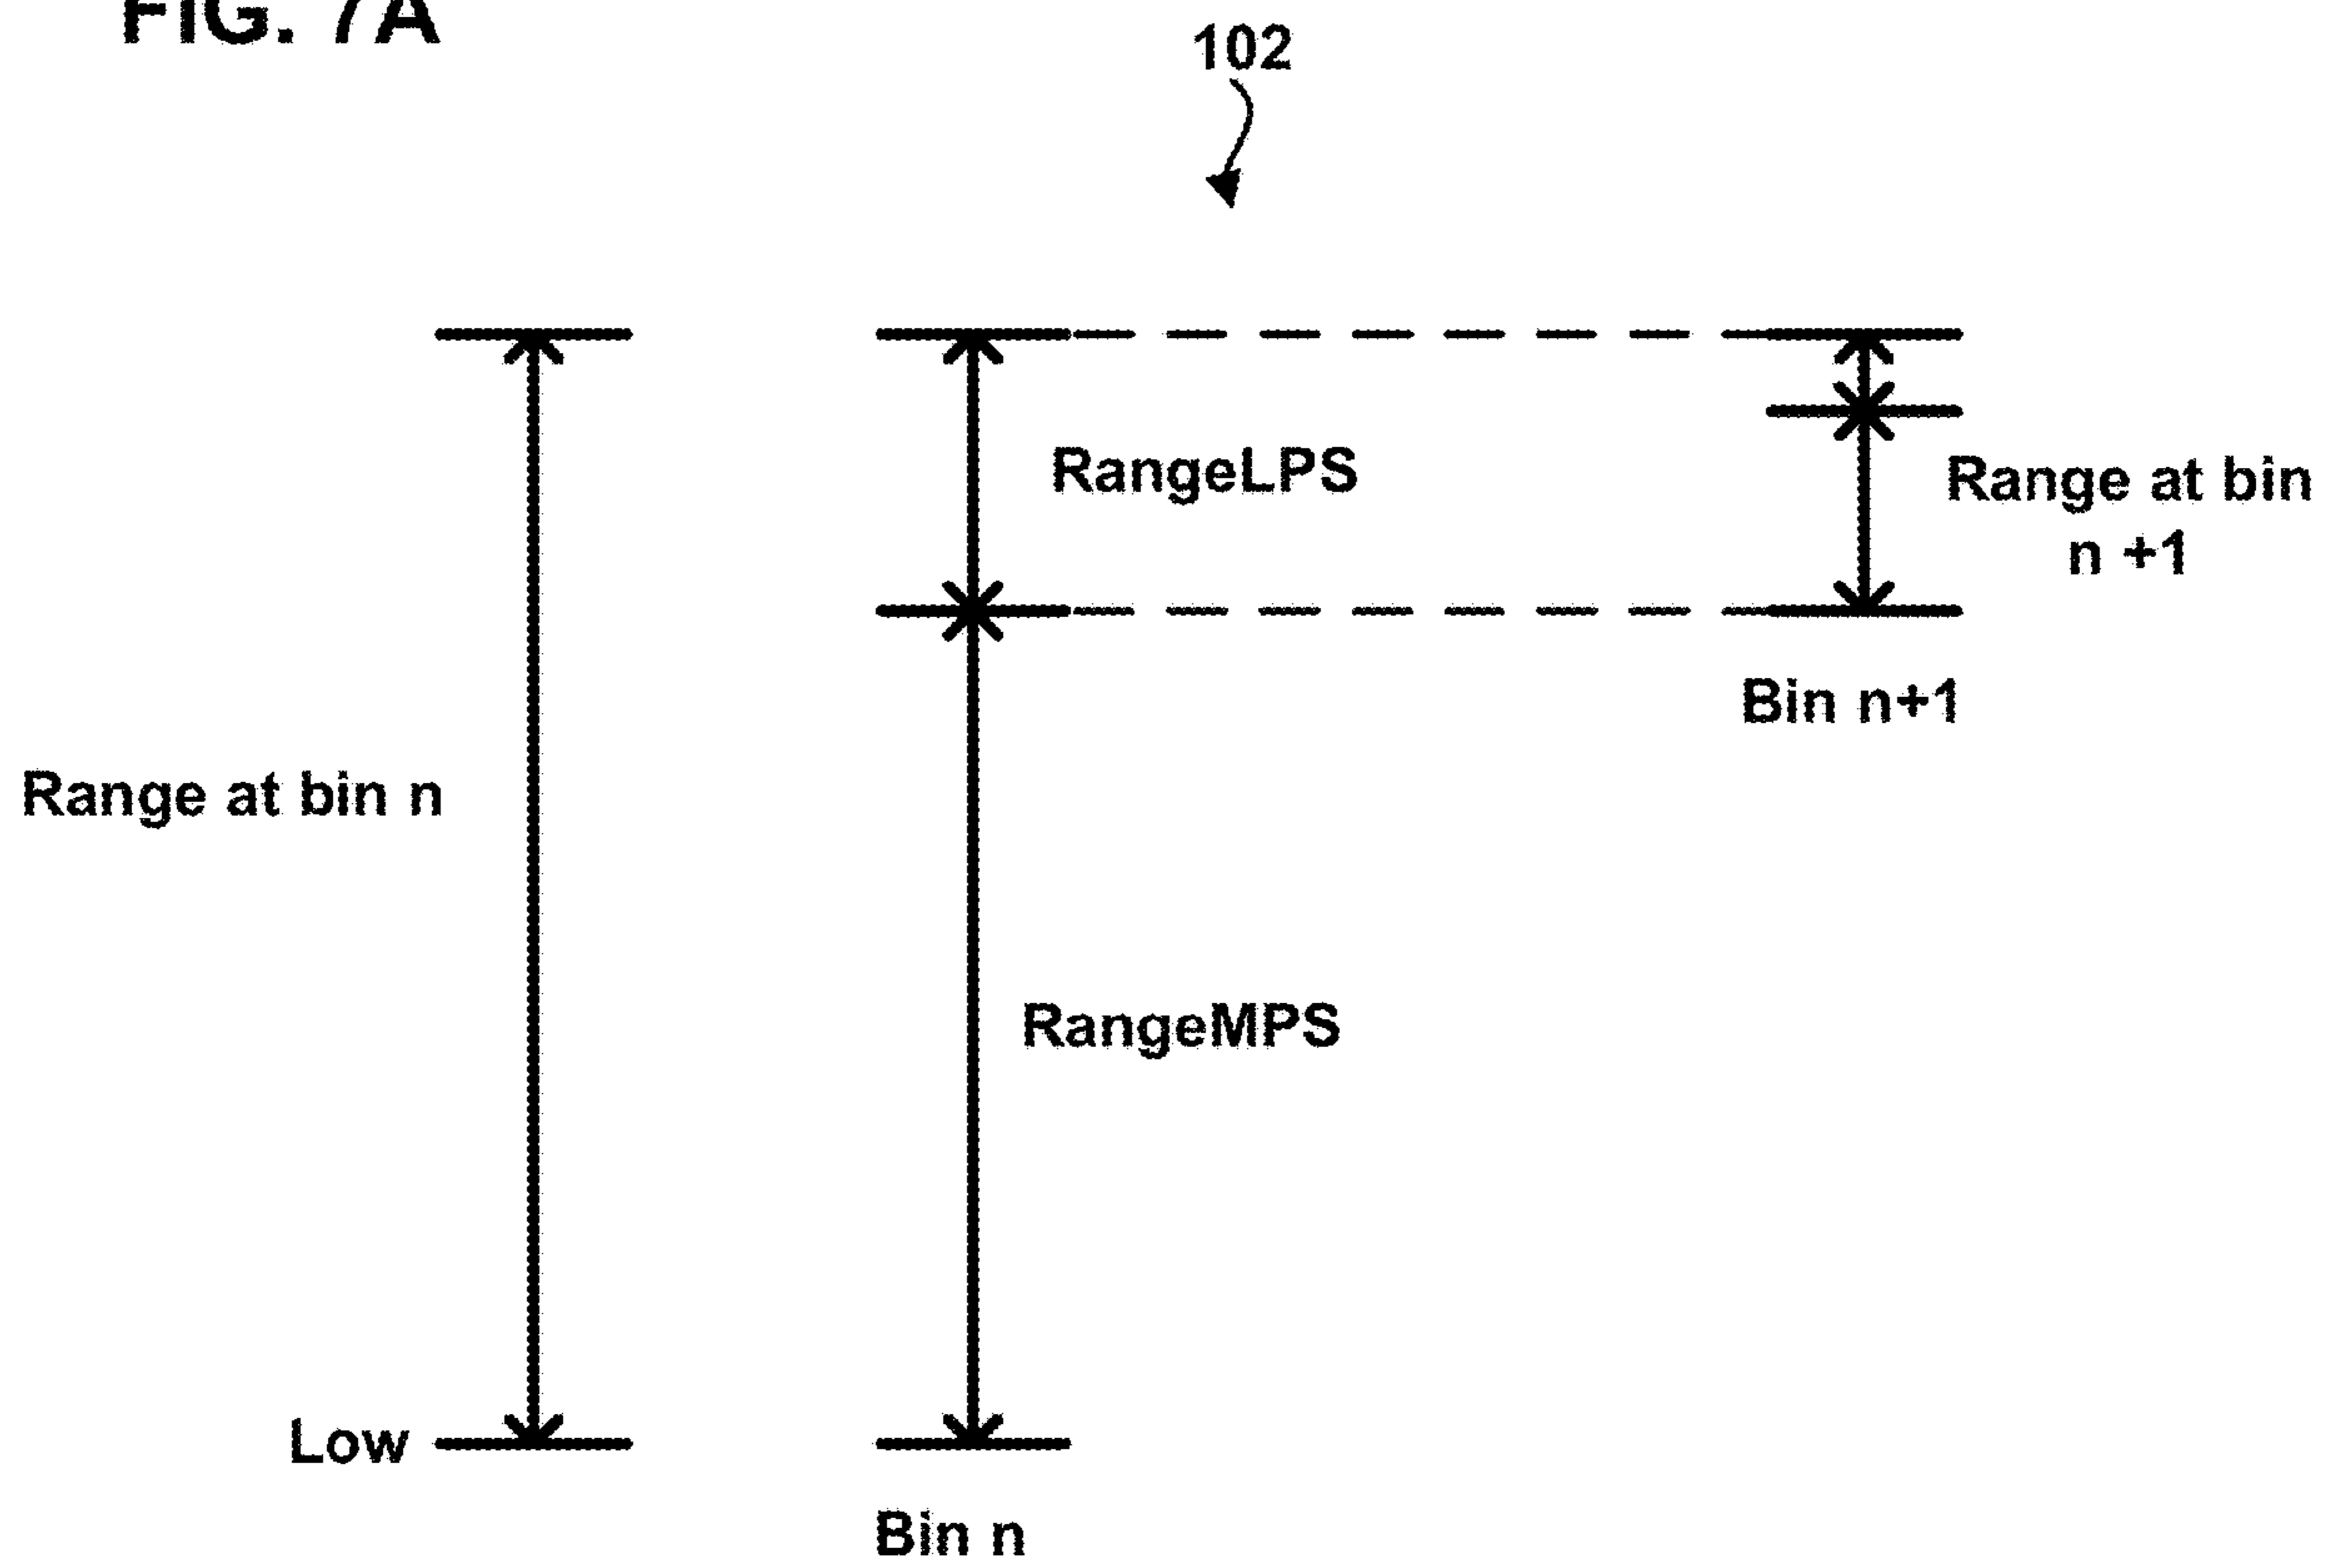 FIG. 7A
102
RangeLPS
Range at bin
n +1
Bin n+1
Range at bin n
RangeMPS
Low
Bin n